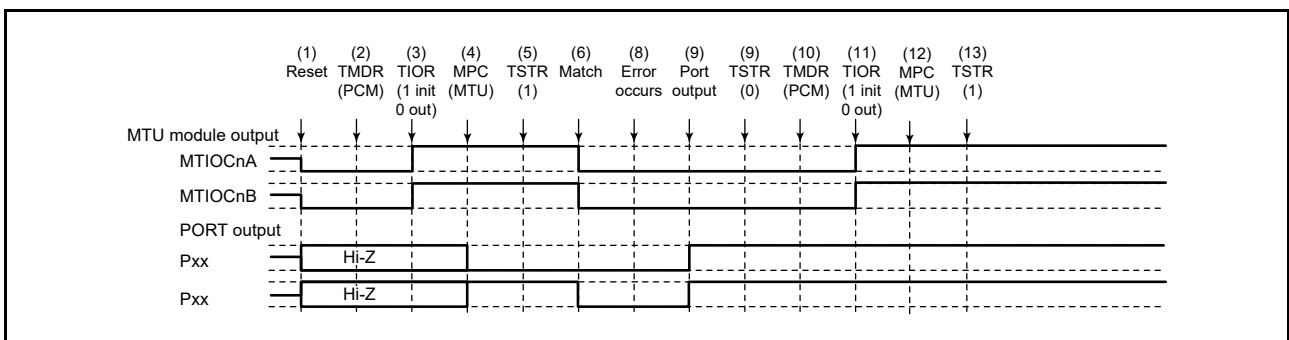 (1) (2) (3) (4) (5) (6) (8) (9) (9) (10) (11) (12) (13)
Reset TMDR TIOR MPC TSTR Match Error Port TSTR TMDR TIOR MPC TSTR
(PCM) (1 init (MTU) (1) occurs output (0) (PCM) (1 init (MTU) (1)
0 out) 0 out)
MTU module output
MTIOCnA
MTIOCnB
PORT output
Pxx Hi-Z
Pxx Hi-Z